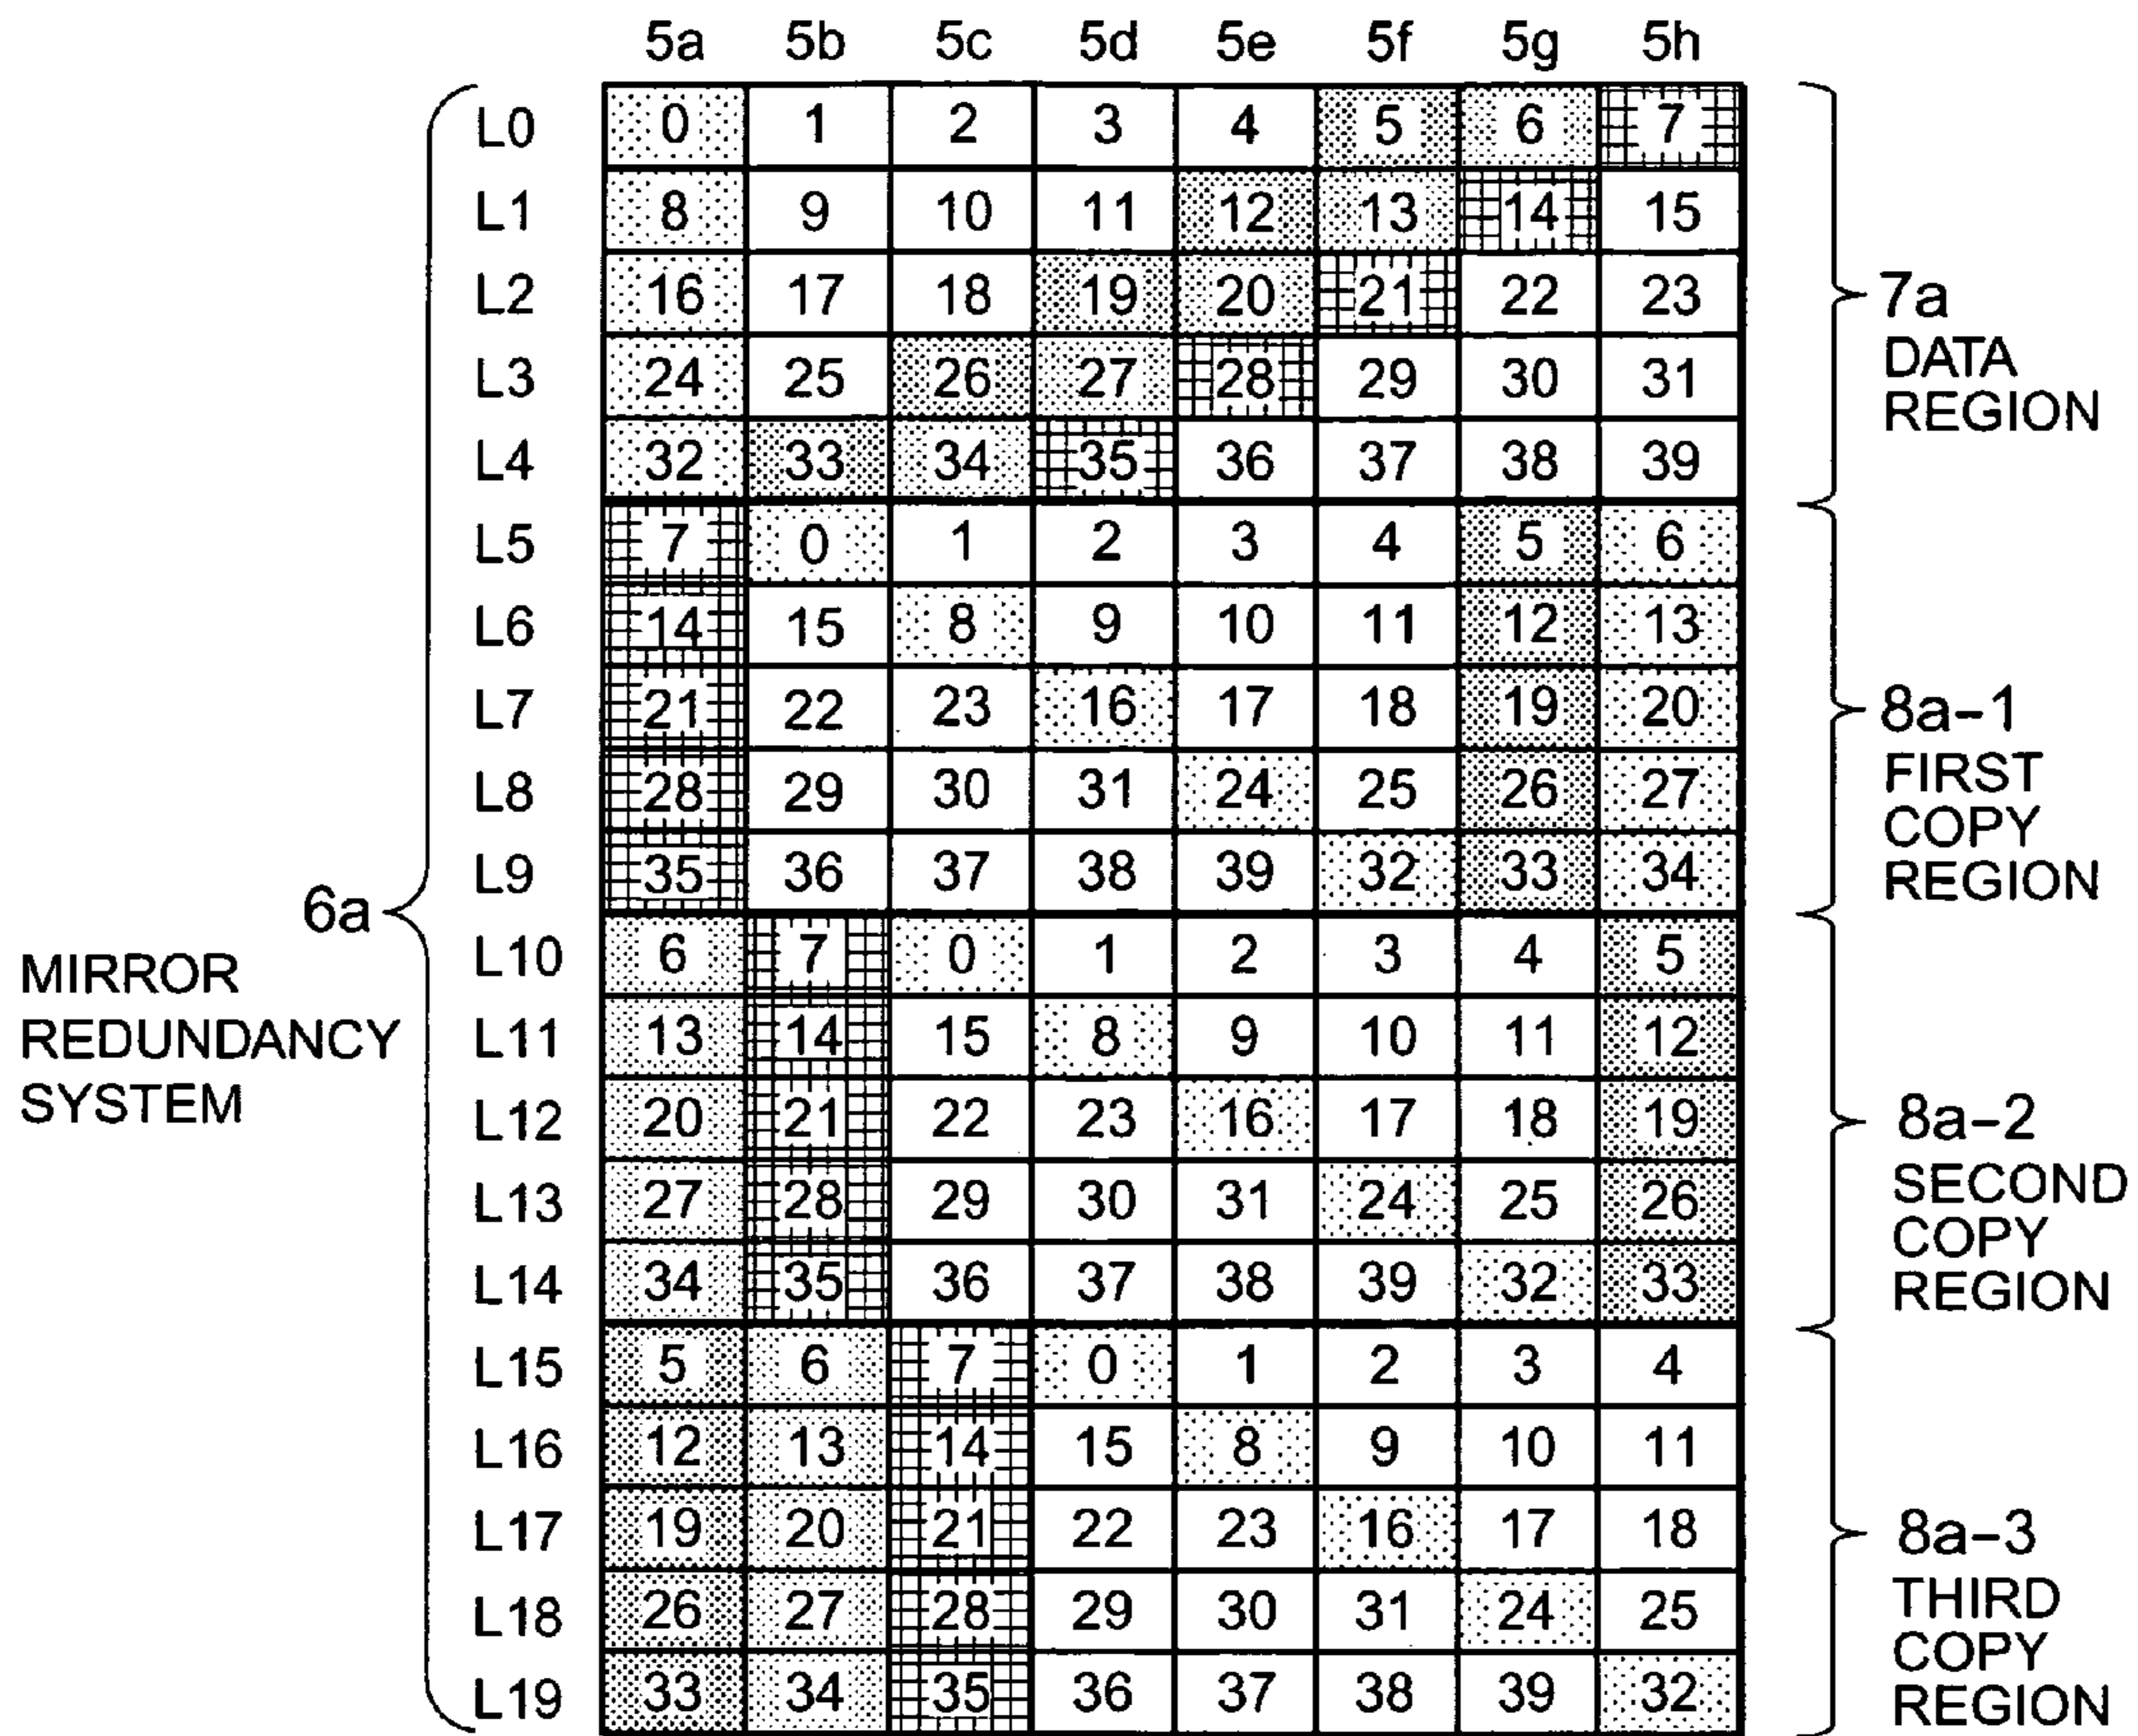 5a 5b 5c 5d 5e 5f 5g 5h
L0 0 1 2 3 4 5 6 7
L1 8 9 10 11 12 13 14 15
L2 16 17 18 19 20 21 22 23
7a
DATA
REGION
L3 24 25 26 27 28 29 30 31
L4 32 33 34 35 36 37 38 39
L5 7 0 1 2 3 4 5 6
L6 14 15 8 9 10 11 12 13
L7 21 22 23 16 17 18 19 20
8a-1
FIRST
COPY
REGION
L8 28 29 30 31 24 25 26 27
L9 35 36 37 38 39 32 33 34
6a
MIRROR
REDUNDANCY
SYSTEM
L10 6 7 0 1 2 3 4 5
L11 13 14 15 8 9 10 11 12
L12 20 21 22 23 16 17 18 19
8a-2
SECOND
COPY
REGION
L13 27 28 29 30 31 24 25 26
L14 34 35 36 37 38 39 32 33
L15 5 6 7 0 1 2 3 4
L16 12 13 14 15 8 9 10 11
L17 19 20 21 22 23 16 17 18
8a-3
THIRD
COPY
REGION
L18 26 27 28 29 30 31 24 25
L19 33 34 35 36 37 38 39 32